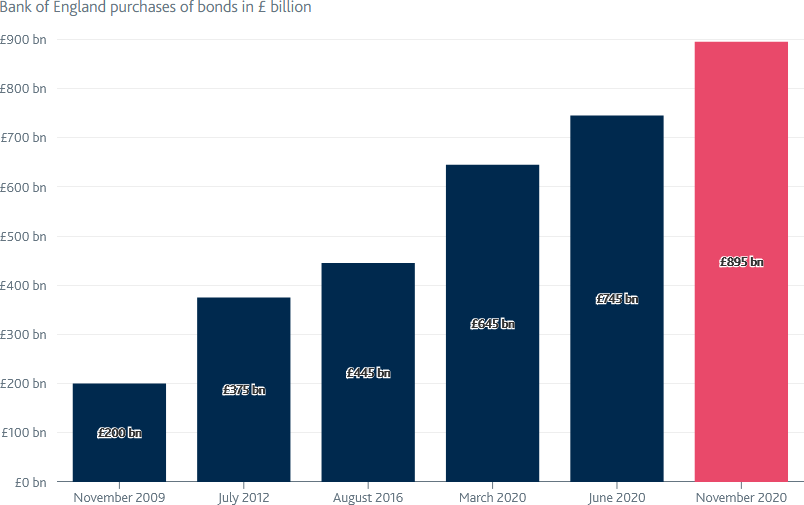 Bank of England purchases of bonds in £ billion
£900 bn
£800 bn
£700 bn
£600 bn
£500 bn
£400 bn
£300 bn
£200 bn
£100 bn
£0 bn
£200 bn
£375 bn
£445 bn
£645 bn
£745 bn
£895 bn
November 2009
July 2012
August 2016
March 2020
June 2020
November 2020